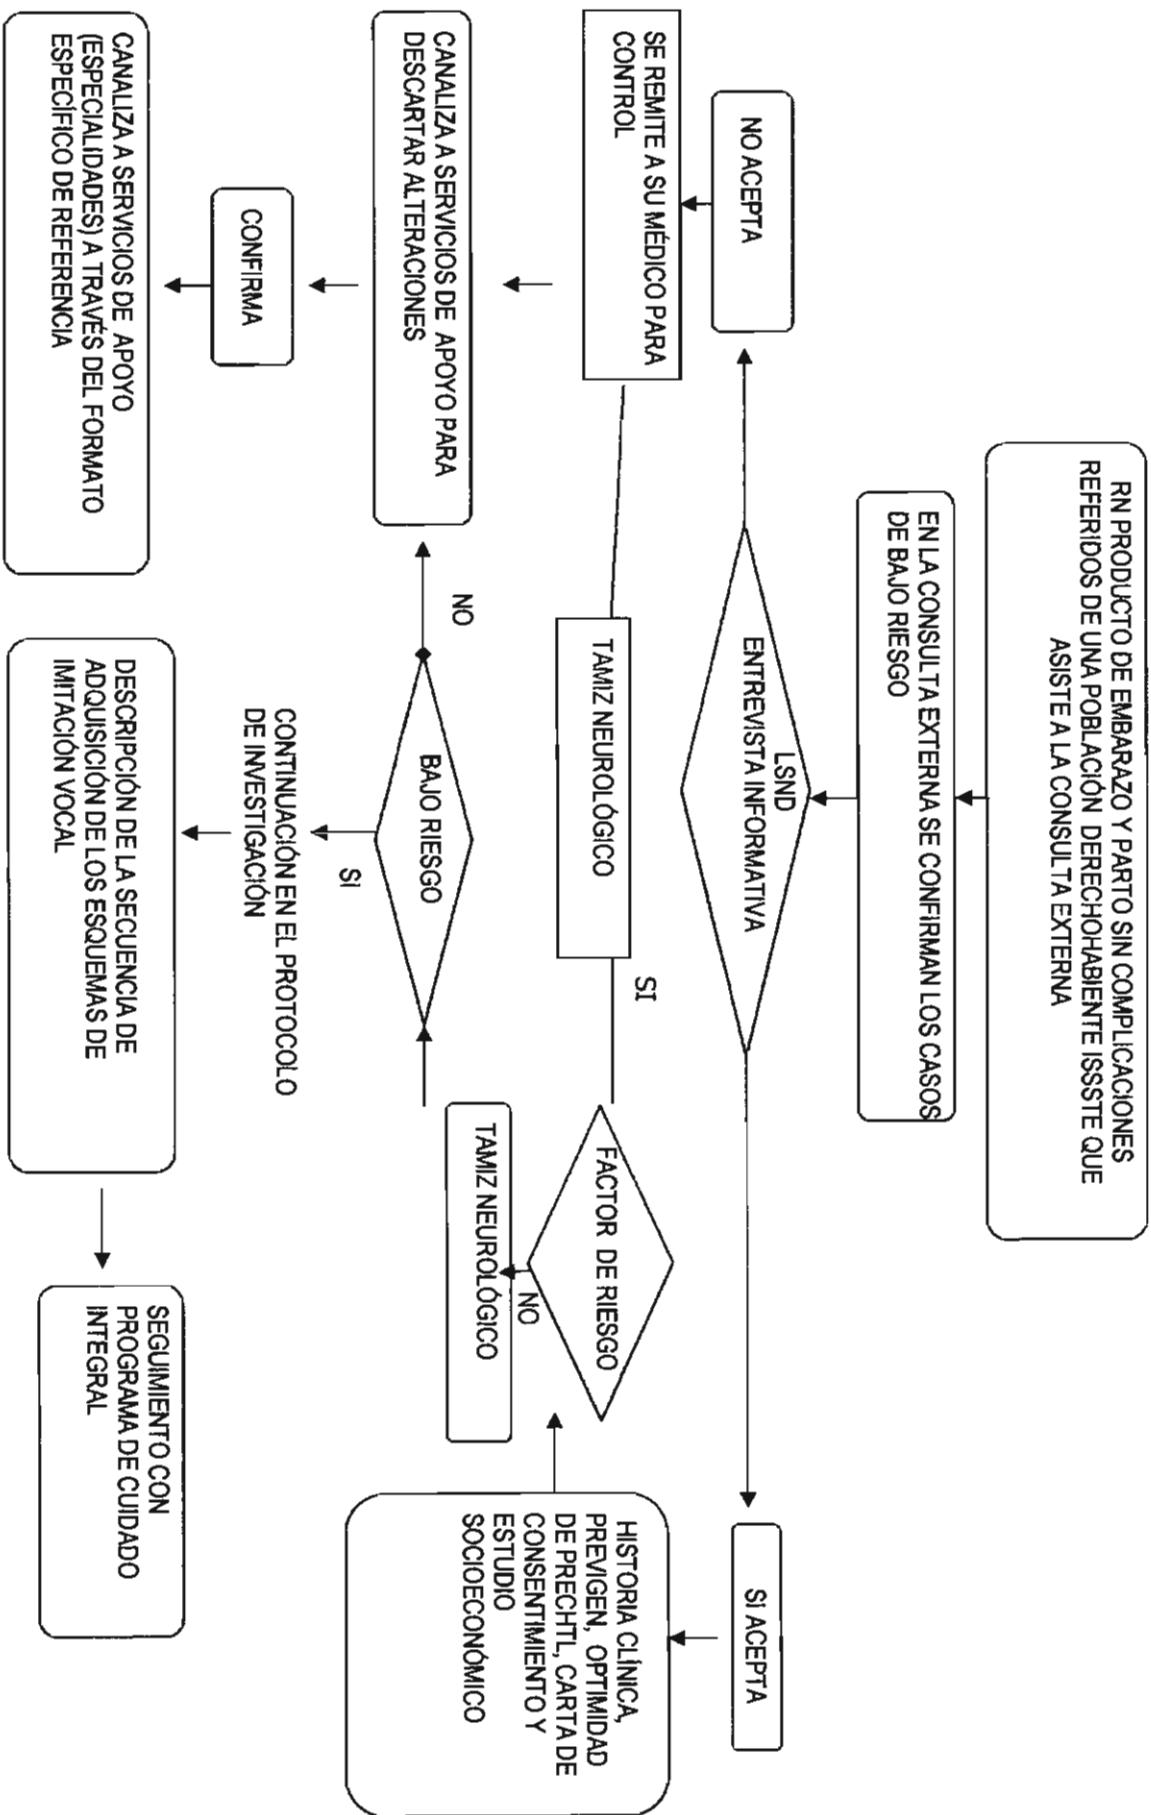 RN PRODUCTO DE EMBARAZO Y PARTO SIN COMPLICACIONES
REFERIDOS DE UNA POBLACIÓN DERECHOHABIENTE ISSSTE QUE
ASISTE A LA CONSULTA EXTERNA
EN LA CONSULTA EXTERNA SE CONFIRMAN LOS CASOS
DE BAJO RIESGO
LSND
ENTREVISTA INFORMATIVA
NO ACEPTA
SI ACEPTA
SE REMITE A SU MÉDICO PARA
CONTROL
TAMIZ NEUROLÓGICO
SI
FACTOR DE RIESGO
NO
HISTORIA CLÍNICA,
PREVIGEN, OPTIMIDAD
DE PRECHTL, CARTA DE
CONSENTIMIENTO Y
ESTUDIO
SOCIOECONÓMICO
TAMIZ NEUROLÓGICO
CANALIZA A SERVICIOS DE APOYO PARA
DESCARTAR ALTERACIONES
NO
BAJO RIESGO
SI
CONFIRMA
CONTINUACIÓN EN EL PROTOCOLO
DE INVESTIGACIÓN
CANALIZA A SERVICIOS DE APOYO
(ESPECIALIDADES) A TRAVÉS DEL FORMATO
ESPECÍFICO DE REFERENCIA
DESCRIPCIÓN DE LA SECUENCIA DE
ADQUISICIÓN DE LOS ESQUEMAS DE
IMITACIÓN VOCAL
SEGUIMIENTO CON
PROGRAMA DE CUIDADO
INTEGRAL